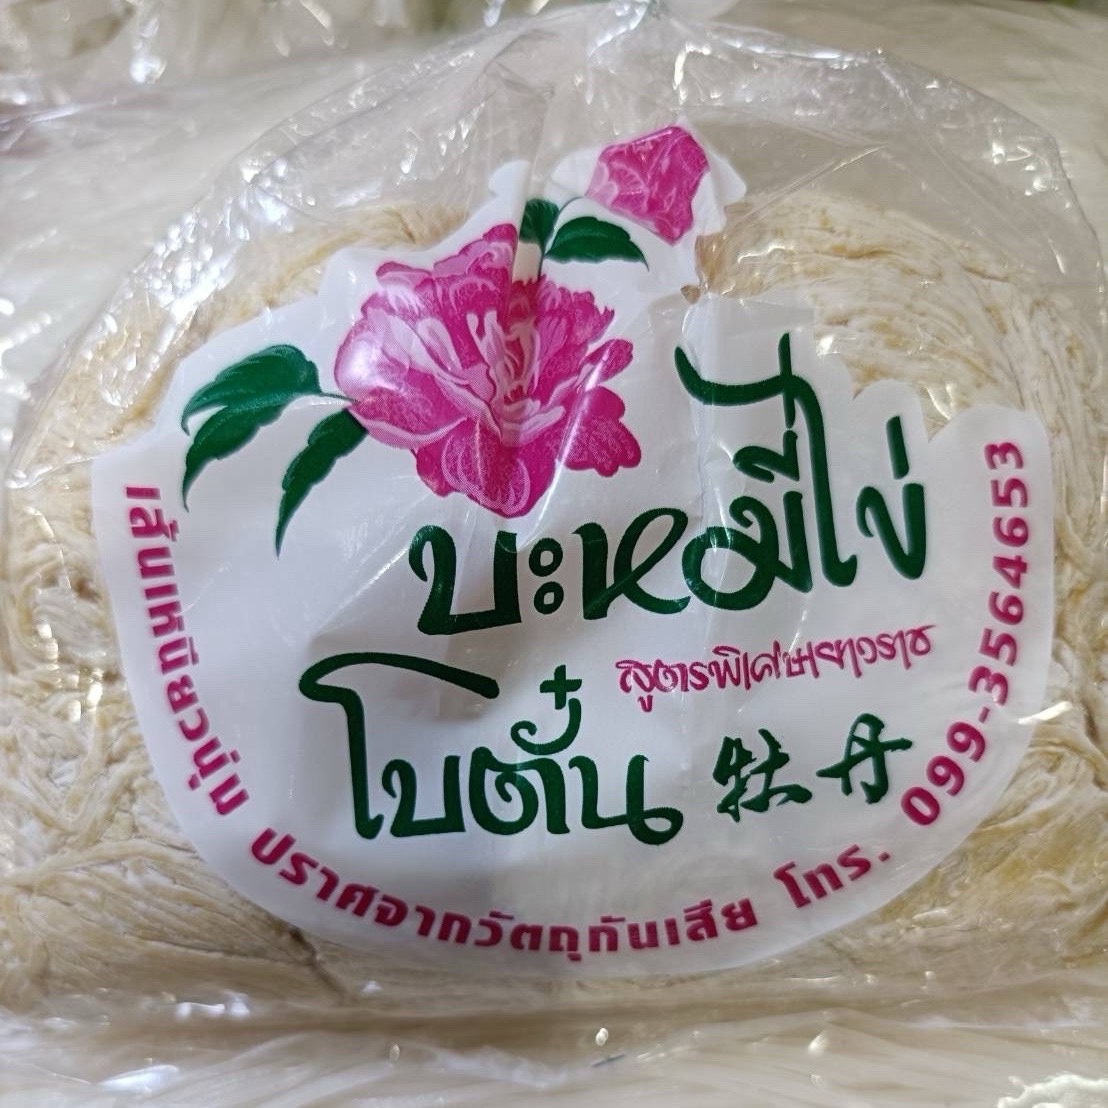 บะหมี่ไข่
สูตรพิเศษเยาวราช
โบตั๋น 牡丹
เส้นเหนียวนุ่ม ปราศจากวัตถุกันเสีย โทร. 099-3564653